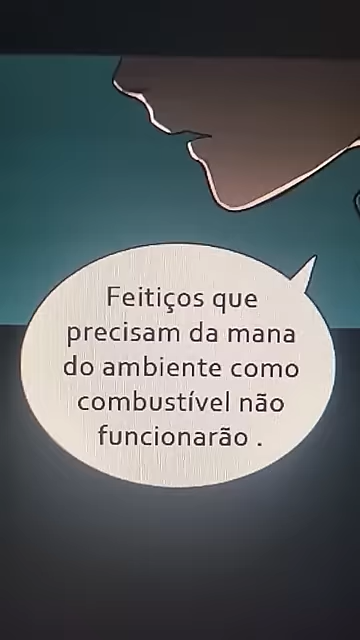 Feitiços que
precisam da mana
do ambiente como
combustível não
funcionarão .